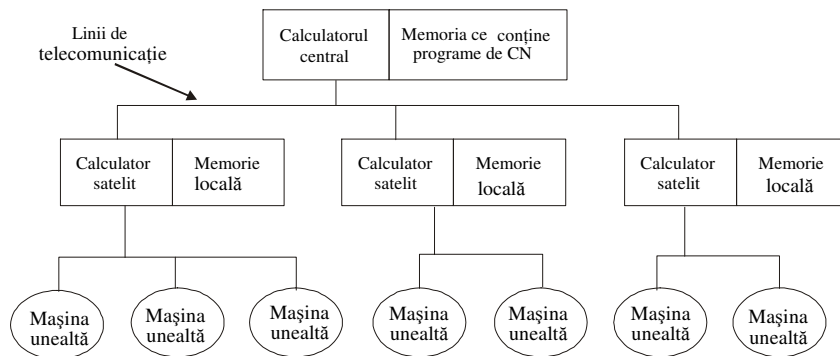 Linii de
telecomunicație
Calculatorul
central
Memoria ce conține
programe de CN
Calculator
satelit
Memorie
locală
Calculator
satelit
Memorie
locală
Calculator
satelit
Memorie
locală
Mașina
unealtă
Mașina
unealtă
Mașina
unealtă
Mașina
unealtă
Mașina
unealtă
Mașina
unealtă
Mașina
unealtă